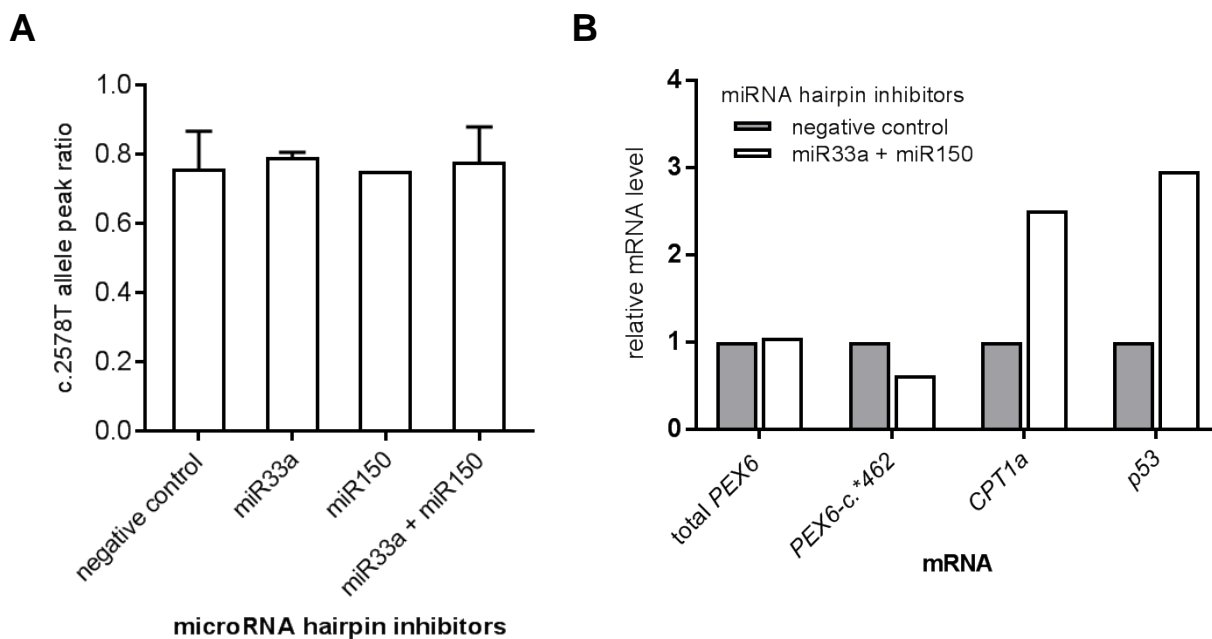 A
c.2578T allele peak ratio
1.0
0.8
0.6
0.4
0.2
0.0
negative control
miR33a
miR150
miR33a + miR150
microRNA hairpin inhibitors
B
relative mRNA level
4
3
2
1
0
miRNA hairpin inhibitors
negative control
miR33a + miR150
total PEX6
PEX6-c.*462
CPT1a
p53
mRNA